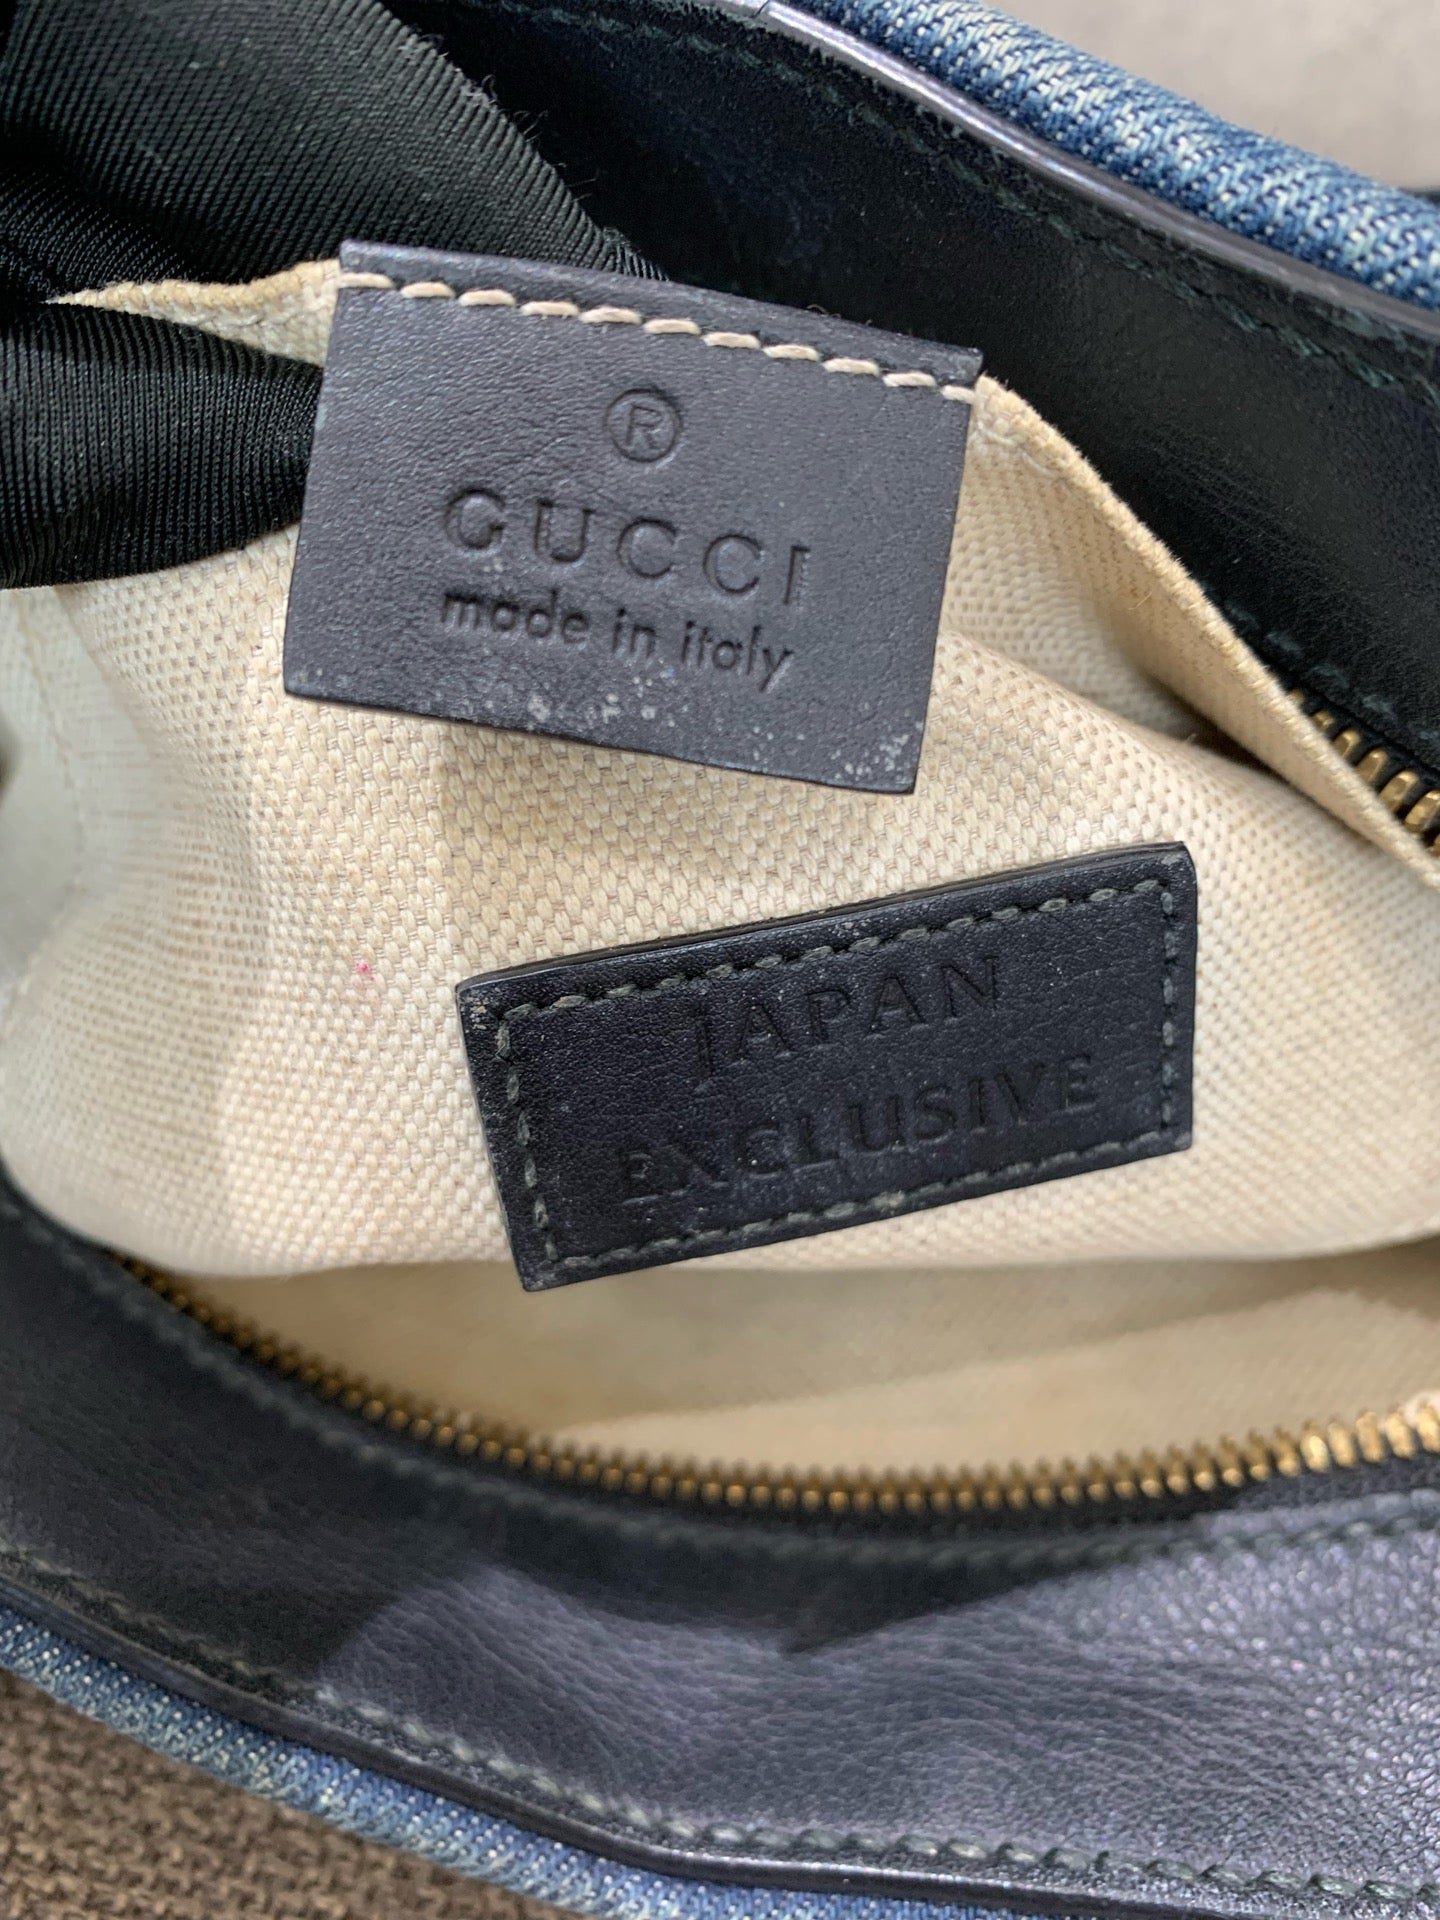 ®
GUCCI
made in italy
JAPAN
EXCLUSIVE